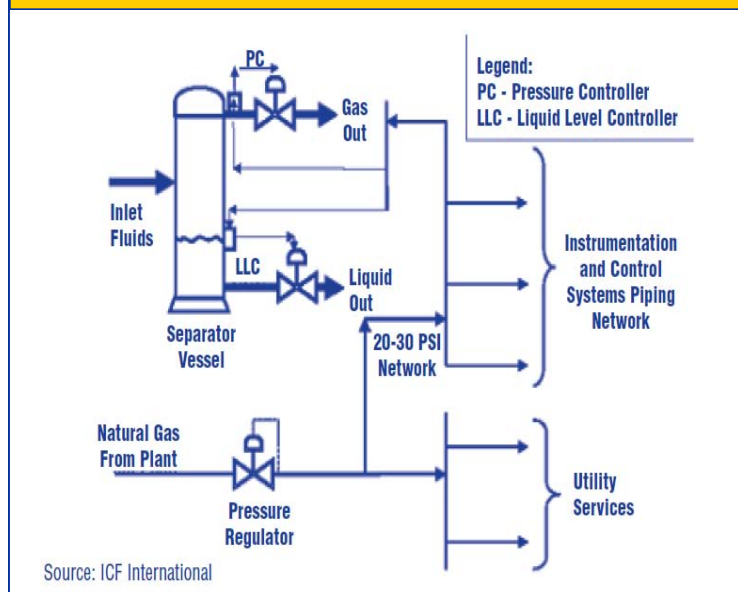 PC
Gas
Out
Legend:
PC - Pressure Controller
LLC - Liquid Level Controller
Inlet
Fluids
LLC
Liquid
Out
Separator
Vessel
20-30 PSI
Network
Instrumentation
and Control
Systems Piping
Network
Natural Gas
From Plant
Pressure
Regulator
Utility
Services
Source: ICF International